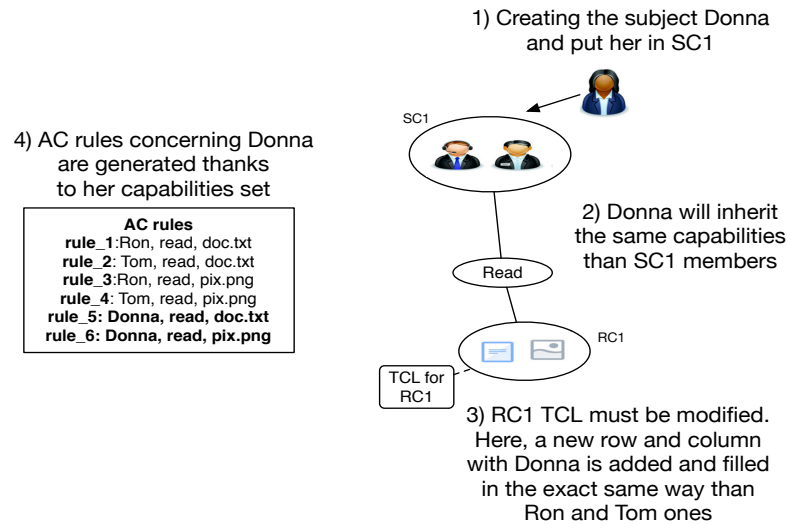 1) Creating the subject Donna
and put her in SC1
SC1
4) AC rules concerning Donna
are generated thanks
to her capabilities set
AC rules
rule_1:Ron, read, doc.txt
rule_2: Tom, read, doc.txt
rule_3:Ron, read, pix.png
rule_4: Tom, read, pix.png
rule_5: Donna, read, doc.txt
rule_6: Donna, read, pix.png
2) Donna will inherit
the same capabilities
than SC1 members
Read
RC1
TCL for
RC1
3) RC1 TCL must be modified.
Here, a new row and column
with Donna is added and filled
in the exact same way than
Ron and Tom ones